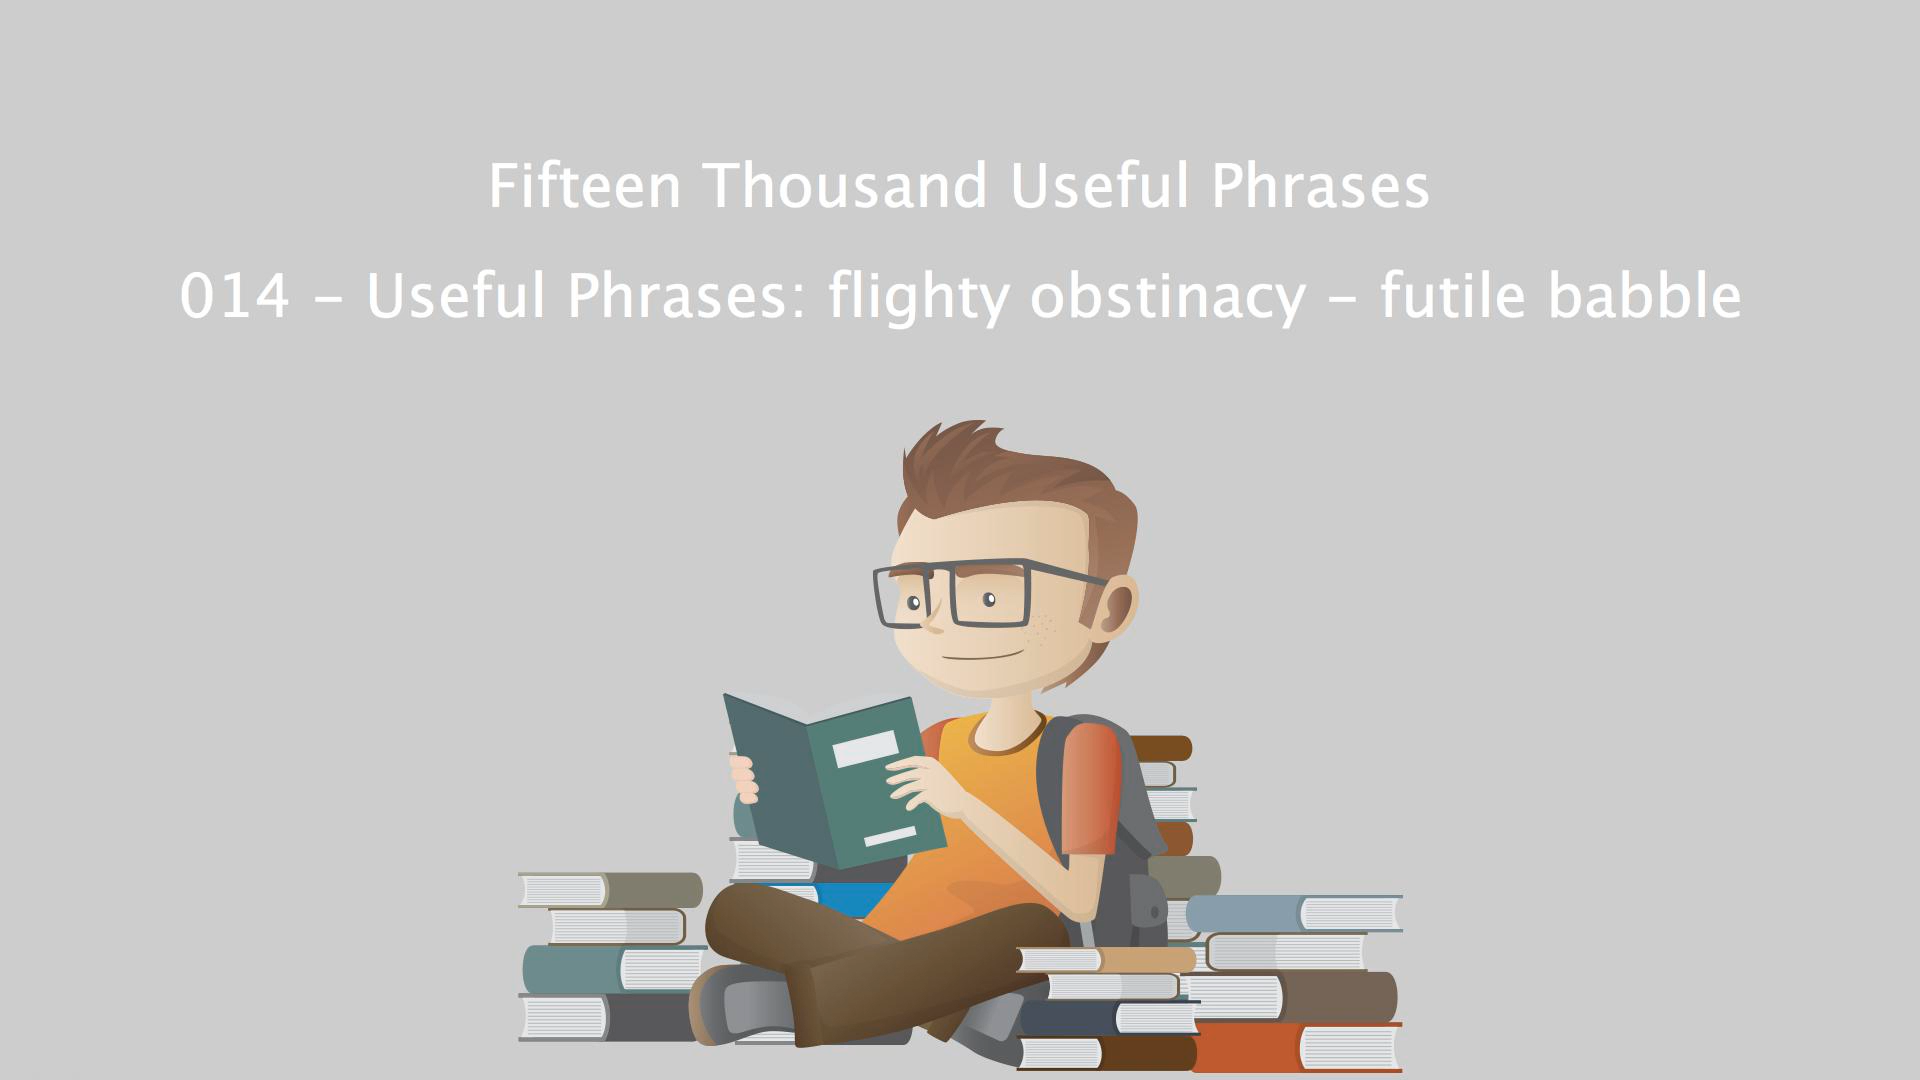 Fifteen Thousand Useful Phrases
014 – Useful Phrases: flighty obstinacy – futile babble